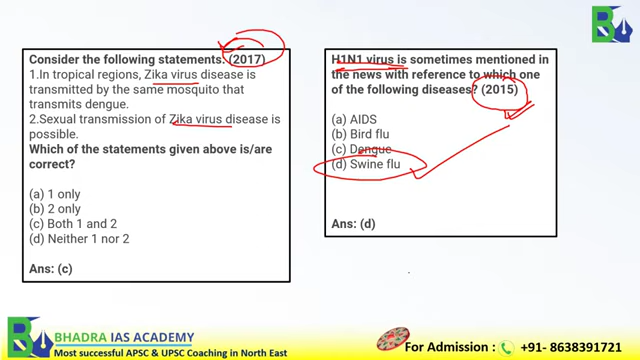 Consider the following statements: (2017)
1.In tropical regions, Zika virus disease is
transmitted by the same mosquito that
transmits dengue.
2.Sexual transmission of Zika virus disease is
possible.
Which of the statements given above is/are
correct?
(a) 1 only
(b) 2 only
(c) Both 1 and 2
(d) Neither 1 nor 2
Ans: (c)
H1N1 virus is sometimes mentioned in
the news with reference to which one
of the following diseases? (2015)
(a) AIDS
(b) Bird flu
(c) Dengue
(d) Swine flu
Ans: (d)
BHADRA IAS ACADEMY
Most successful APSC & UPSC Coaching in North East
For Admission : +91- 8638391721